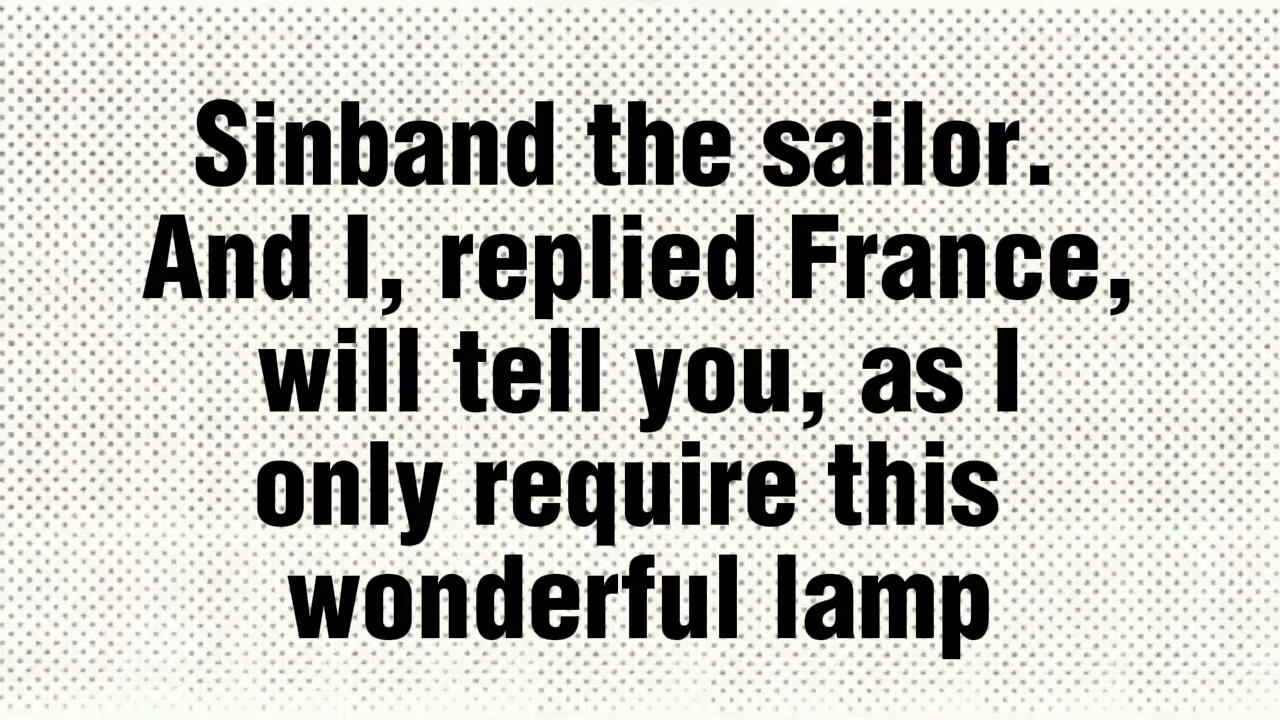 Sinband the sailor.
And I, replied France,
will tell you, as I
only require this
wonderful lamp